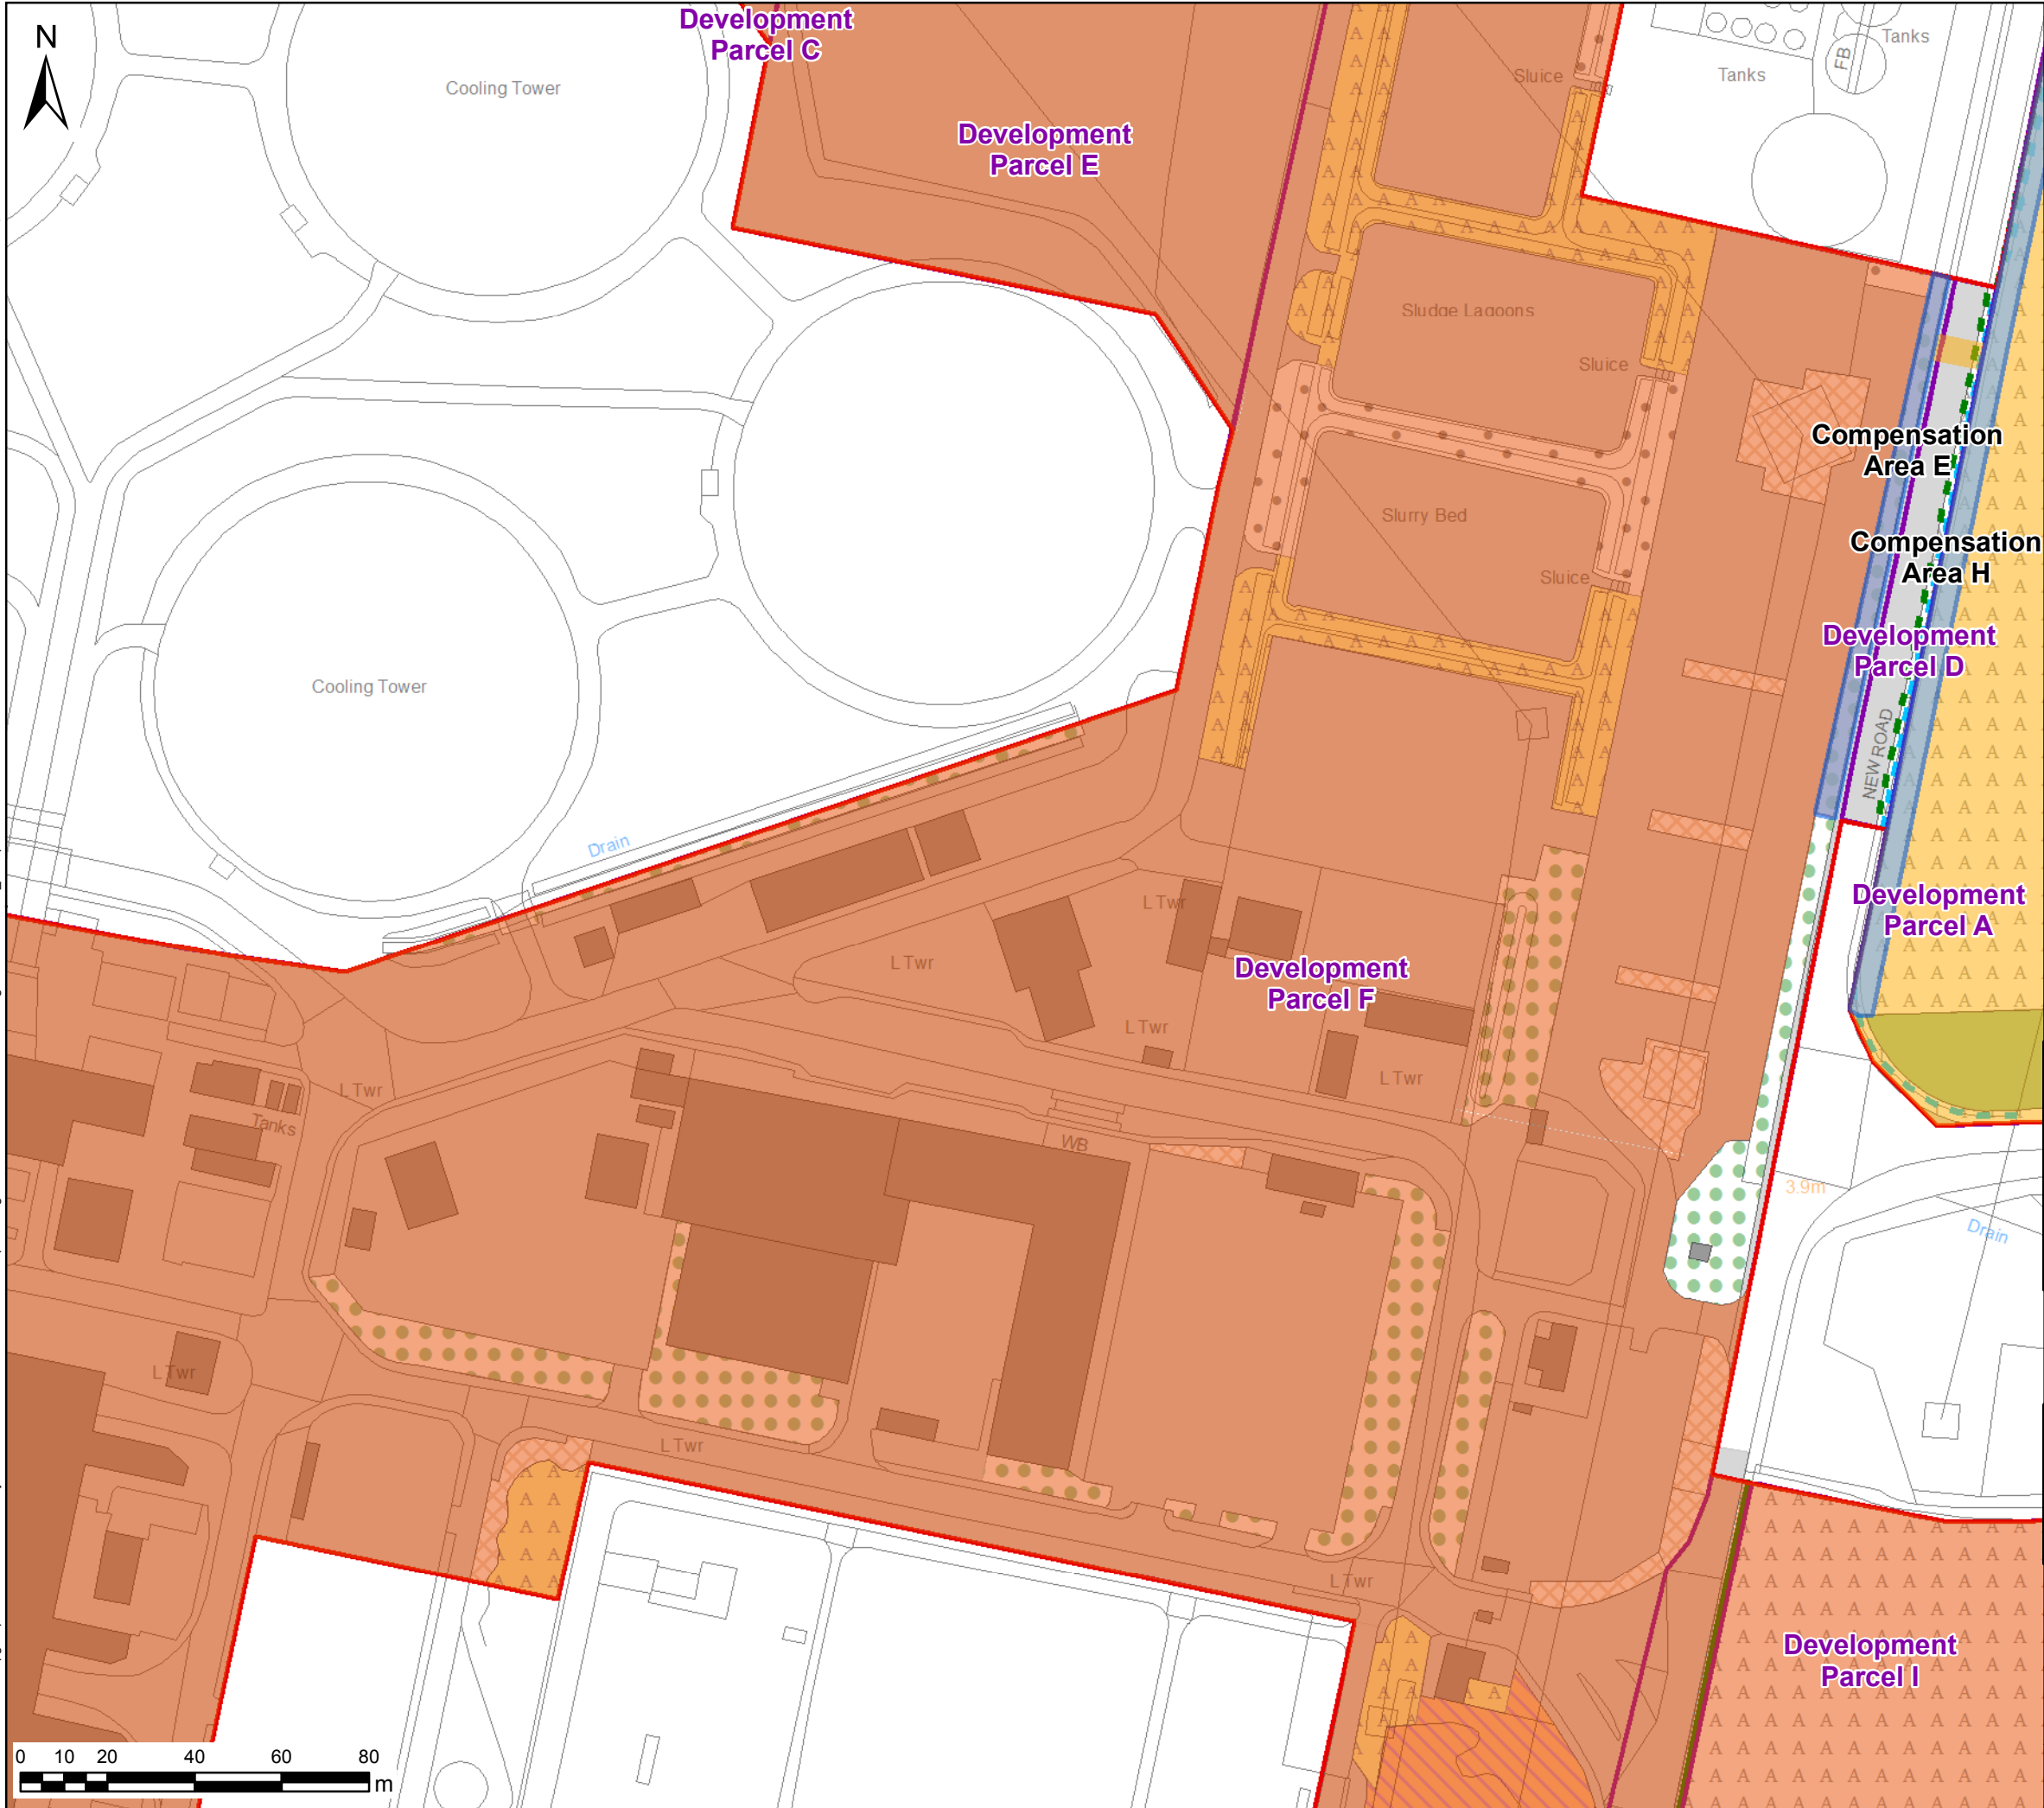 Development
Parcel C
N
Tanks
FB
Sluice
Tanks
Cooling Tower
Development
Parcel E
Sludge Lagoons
Sluice
Compensation
Area E
Slurry Bed
Compensation
Area H
Sluice
Development
Parcel D
Cooling Tower
NEW ROAD
Drain
Development
Parcel A
L Twr
L Twr
Development
Parcel F
L Twr
L Twr
L Twr
Tanks
WB
3.9m
Drain
L Twr
L Twr
L Twr
Development
Parcel I
0 10 20 40 60 80
m